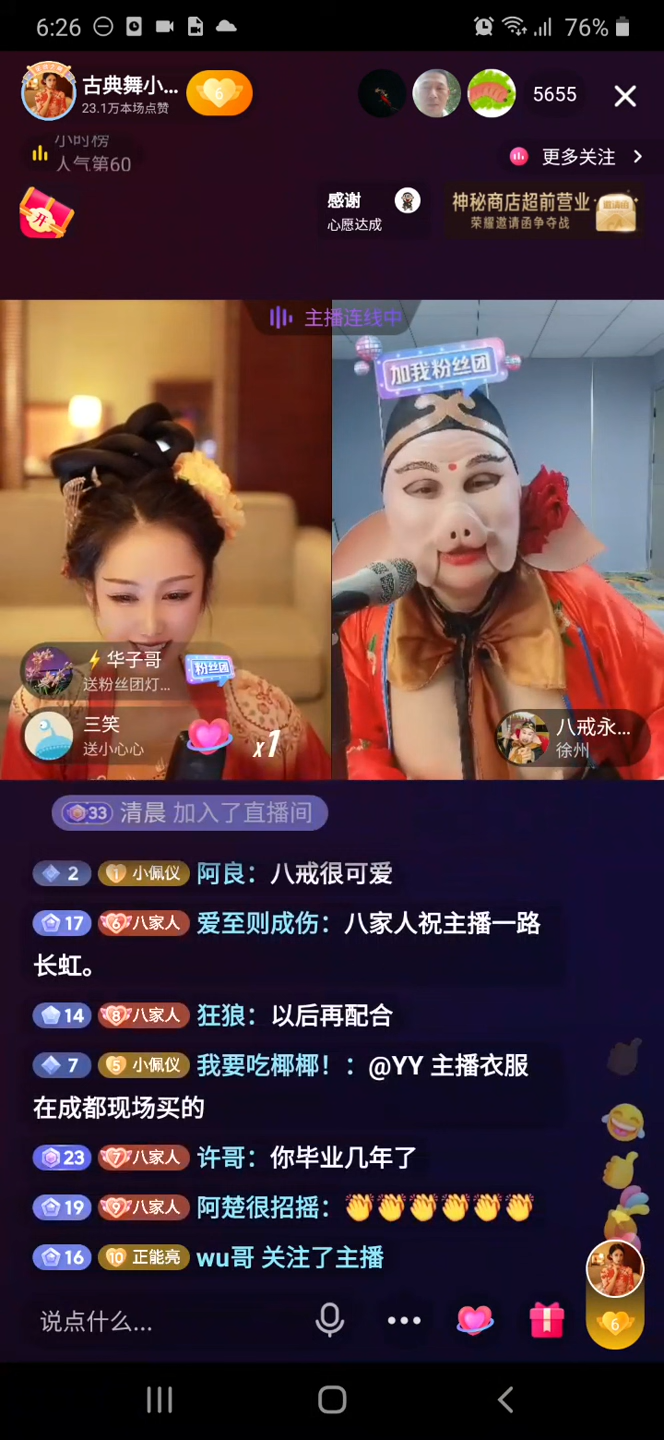 6:26
76%
古典舞小...
23.1万本场点赞
6
5655
小时榜
人气第60
更多关注
开
感谢
心愿达成
神秘商店超前营业
荣耀邀请函争夺战
邀请函
主播连线中
加我粉丝团
华子哥
送粉丝团灯...
粉丝团
三笑
送小心心
x1
八戒永...
徐州
33 清晨 加入了直播间
2 1 小佩仪 阿良：八戒很可爱
17 6 八家人 爱至则成伤：八家人祝主播一路
长虹。
14 8 八家人 狂狼：以后再配合
7 5 小佩仪 我要吃椰椰！：@YY 主播衣服
在成都现场买的
23 7 八家人 许哥：你毕业几年了
19 9 八家人 阿楚很招摇：👏👏👏👏👏👏
16 10 正能亮 wu哥 关注了主播
说点什么...
6